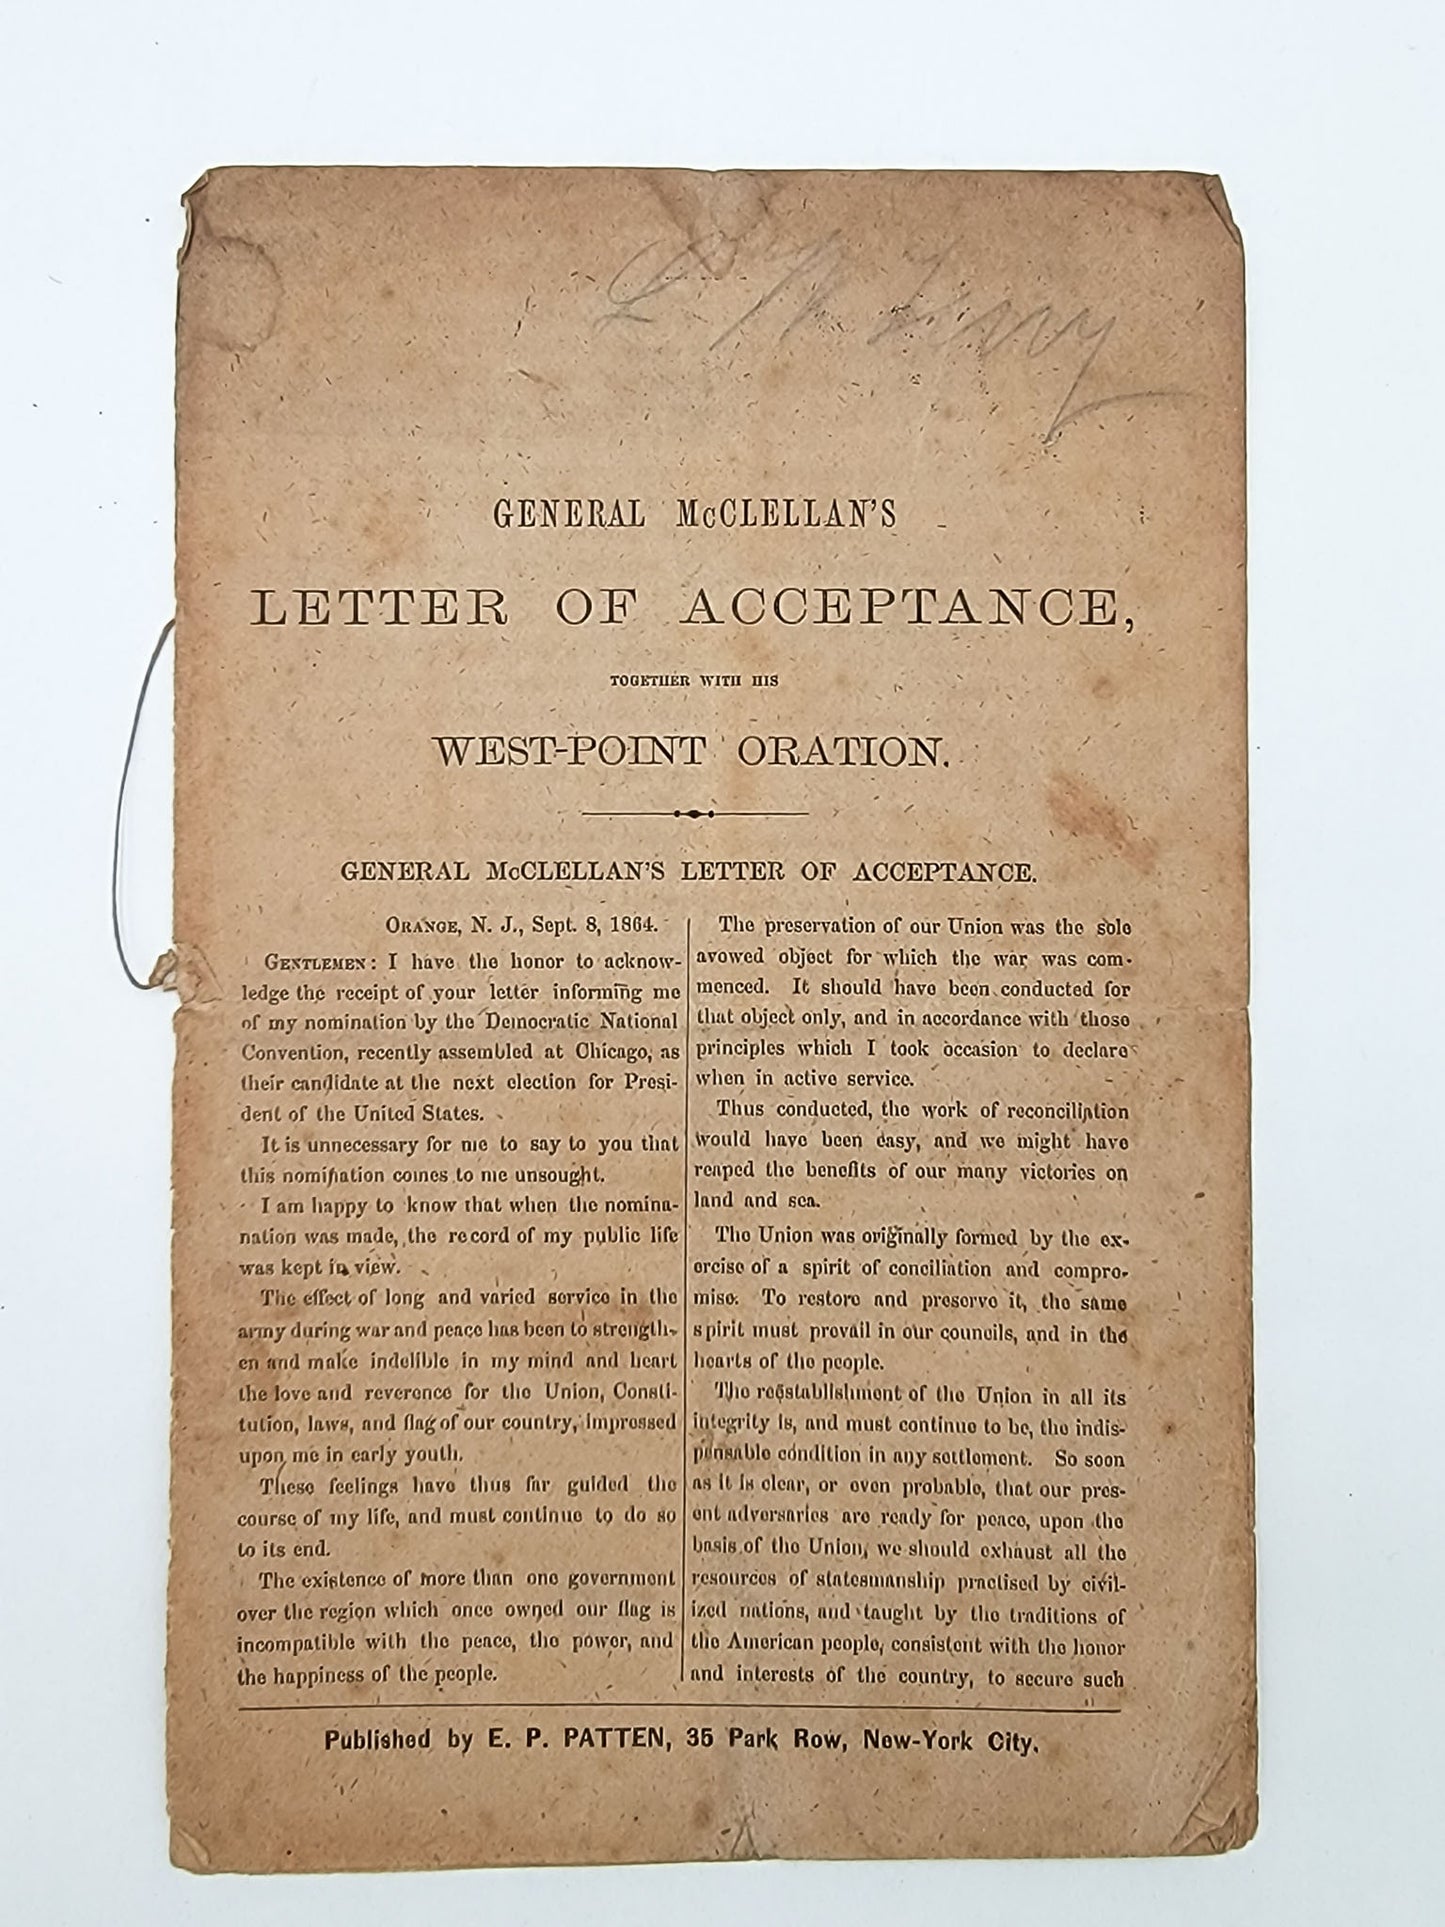 GENERAL McCLELLAN'S
LETTER OF ACCEPTANCE,
TOGETHER WITH HIS
WEST-POINT ORATION.
GENERAL McCLELLAN'S LETTER OF ACCEPTANCE.
ORANGE, N. J., Sept. 8, 1864.
GENTLEMEN: I have the honor to acknow-
ledge the receipt of your letter informing me
of my nomination by the Democratic National
Convention, recently assembled at Chicago, as
their candidate at the next election for Presi-
dent of the United States.
It is unnecessary for me to say to you that
this nomination comes to me unsought.
I am happy to know that when the nomina-
nation was made, the record of my public life
was kept in view.
The effect of long and varied service in the
army during war and peace has been to strength-
en and make indelible in my mind and heart
the love and reverence for the Union, Consti-
tution, laws, and flag of our country, impressed
upon me in early youth.
These feelings have thus far guided the
course of my life, and must continue to do so
to its end.
The existence of more than one government
over the region which once owned our flag is
incompatible with the peace, the power, and
the happiness of the people.
The preservation of our Union was the sole
avowed object for which the war was com-
menced. It should have been conducted for
that object only, and in accordance with those
principles which I took occasion to declare
when in active service.
Thus conducted, the work of reconciliation
would have been easy, and we might have
reaped the benefits of our many victories on
land and sea.
The Union was originally formed by the ex-
ercise of a spirit of conciliation and compro-
mise. To restore and preserve it, the same
spirit must prevail in our councils, and in the
hearts of the people.
The reëstablishment of the Union in all its
integrity is, and must continue to be, the indis-
pensable condition in any settlement. So soon
as it is clear, or even probable, that our pres-
ent adversaries are ready for peace, upon the
basis of the Union, we should exhaust all the
resources of statesmanship practised by civil-
ized nations, and taught by the traditions of
the American people, consistent with the honor
and interests of the country, to secure such
Published by E. P. PATTEN, 35 Park Row, New-York City.